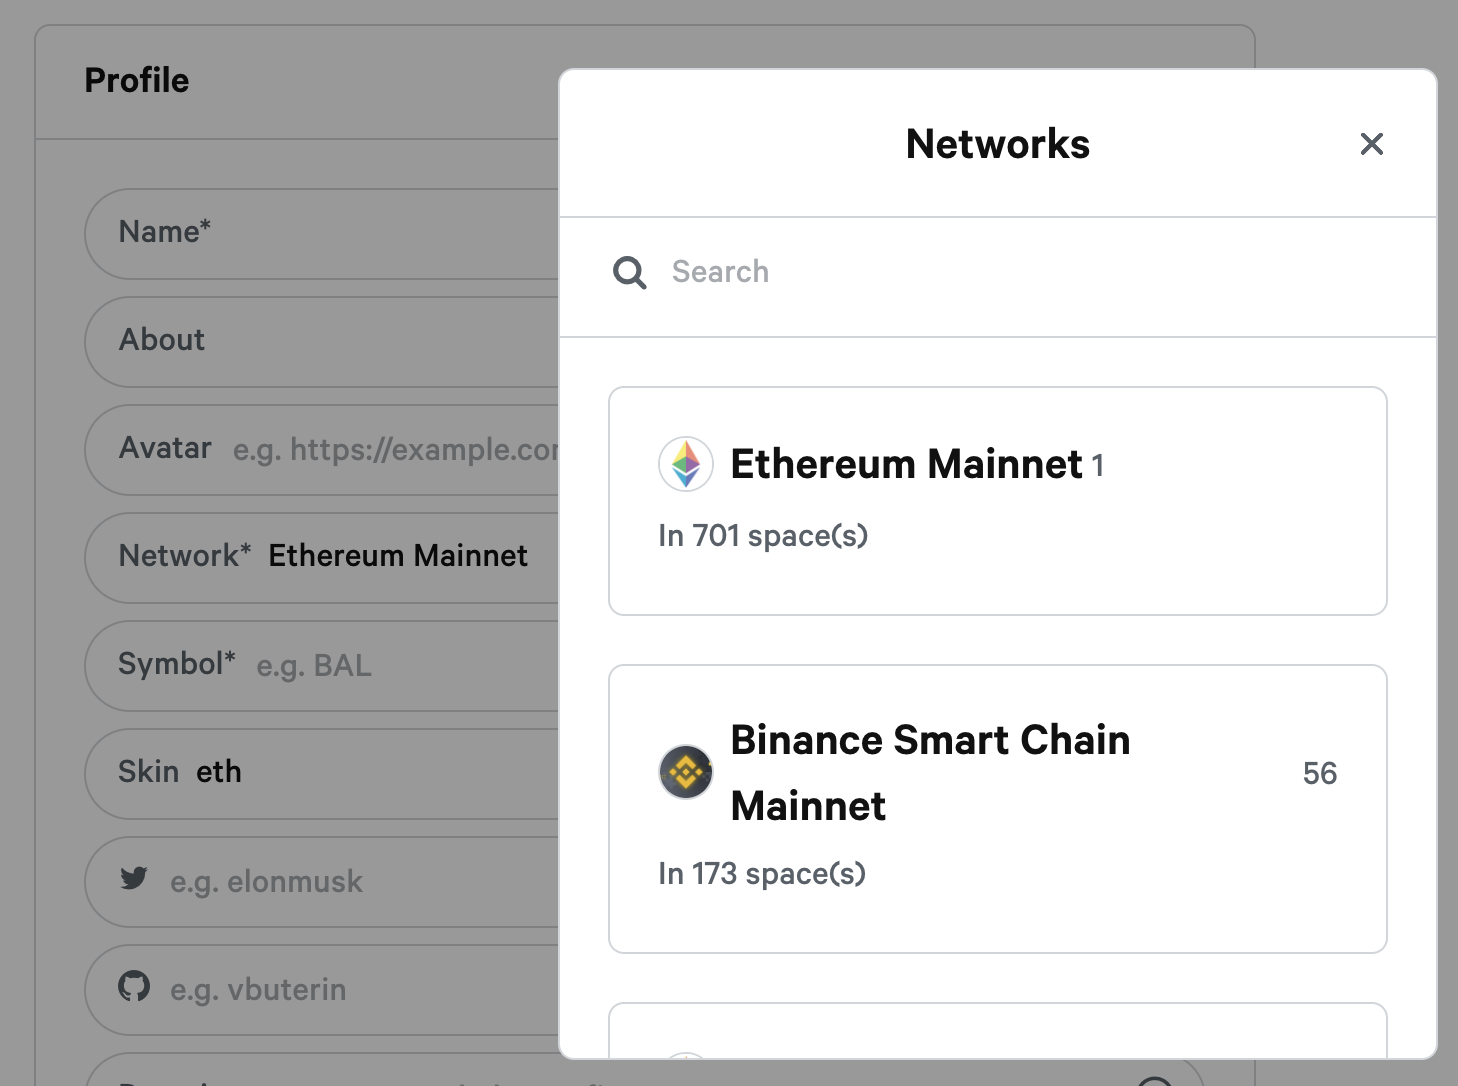 Profile
Name*
About
Avatar e.g. https://example.co
Network* Ethereum Mainnet
Symbol* e.g. BAL
Skin eth
e.g. elonmusk
e.g. vbuterin
Networks
Search
Ethereum Mainnet 1
In 701 space(s)
Binance Smart Chain
Mainnet
56
In 173 space(s)